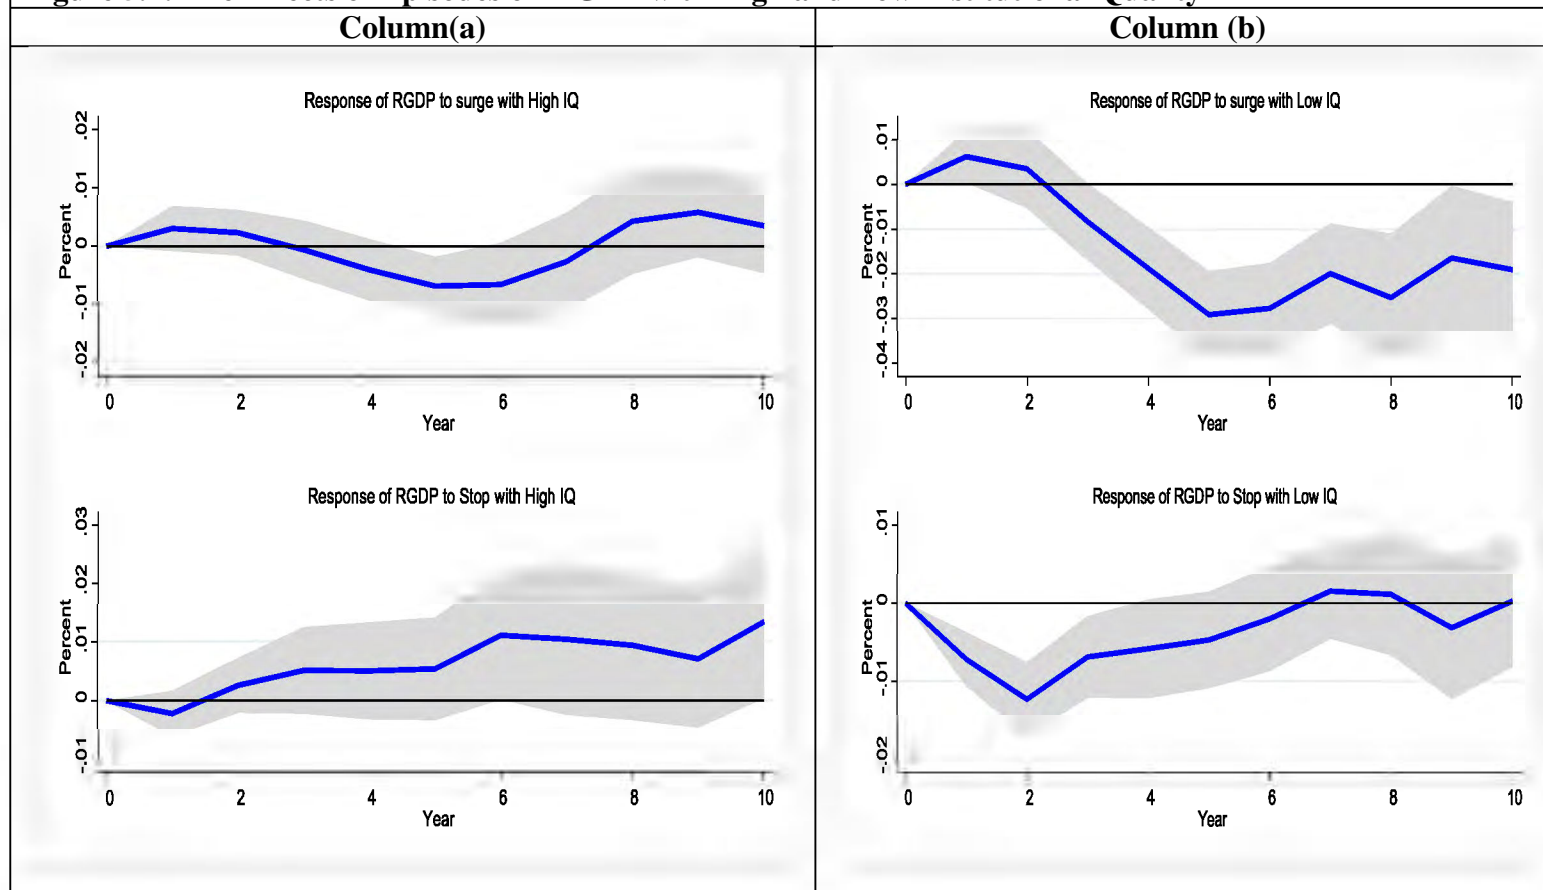 Column(a) Column (b)
Response of RGDP to surge with High IQ
Percent
.02
.01
0
-.01
-.02
0 2 4 6 8 10
Year
Response of RGDP to surge with Low IQ
Percent
.01
0
-.01
-.02
-.03
-.04
0 2 4 6 8 10
Year
Response of RGDP to Stop with High IQ
Percent
.03
.02
.01
0
-.01
0 2 4 6 8 10
Year
Response of RGDP to Stop with Low IQ
Percent
.01
0
-.01
-.02
0 2 4 6 8 10
Year